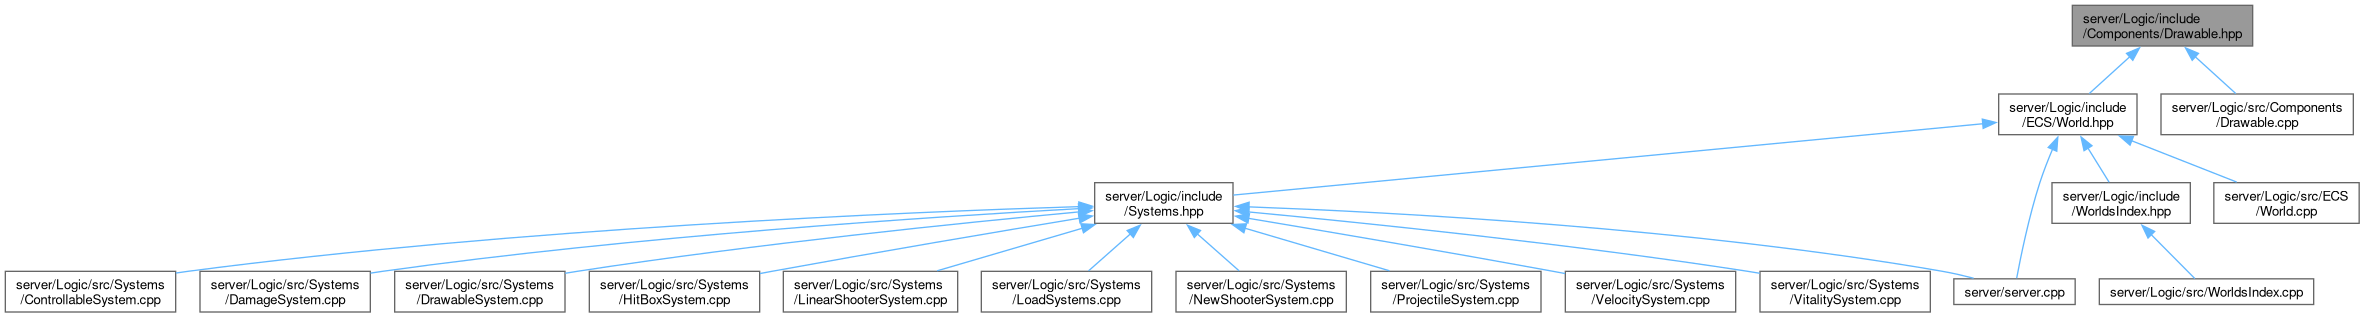 server/Logic/include
/Components/Drawable.hpp
server/Logic/include
/ECS/World.hpp
server/Logic/src/Components
/Drawable.cpp
server/Logic/include
/Systems.hpp
server/Logic/include
/WorldsIndex.hpp
server/Logic/src/ECS
/World.cpp
server/Logic/src/Systems
/ControllableSystem.cpp
server/Logic/src/Systems
/DamageSystem.cpp
server/Logic/src/Systems
/DrawableSystem.cpp
server/Logic/src/Systems
/HitBoxSystem.cpp
server/Logic/src/Systems
/LinearShooterSystem.cpp
server/Logic/src/Systems
/LoadSystems.cpp
server/Logic/src/Systems
/NewShooterSystem.cpp
server/Logic/src/Systems
/ProjectileSystem.cpp
server/Logic/src/Systems
/VelocitySystem.cpp
server/Logic/src/Systems
/VitalitySystem.cpp
server/server.cpp
server/Logic/src/WorldsIndex.cpp